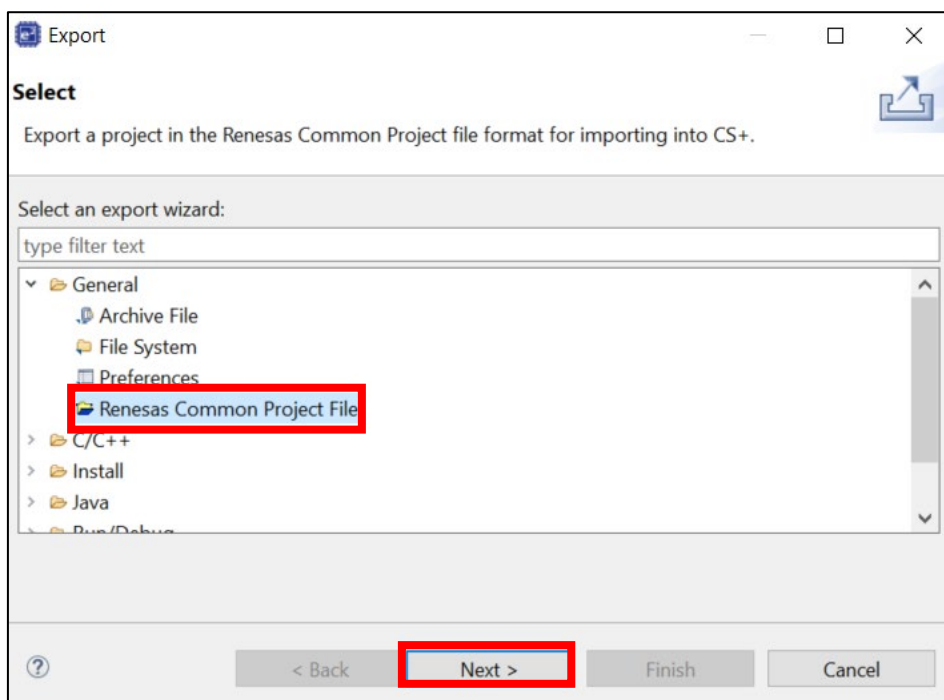 Export
Select
Export a project in the Renesas Common Project file format for importing into CS+.
Select an export wizard:
type filter text
General
Archive File
File System
Preferences
Renesas Common Project File
C/C++
Install
Java
Run/Debug
?
< Back Next > Finish Cancel